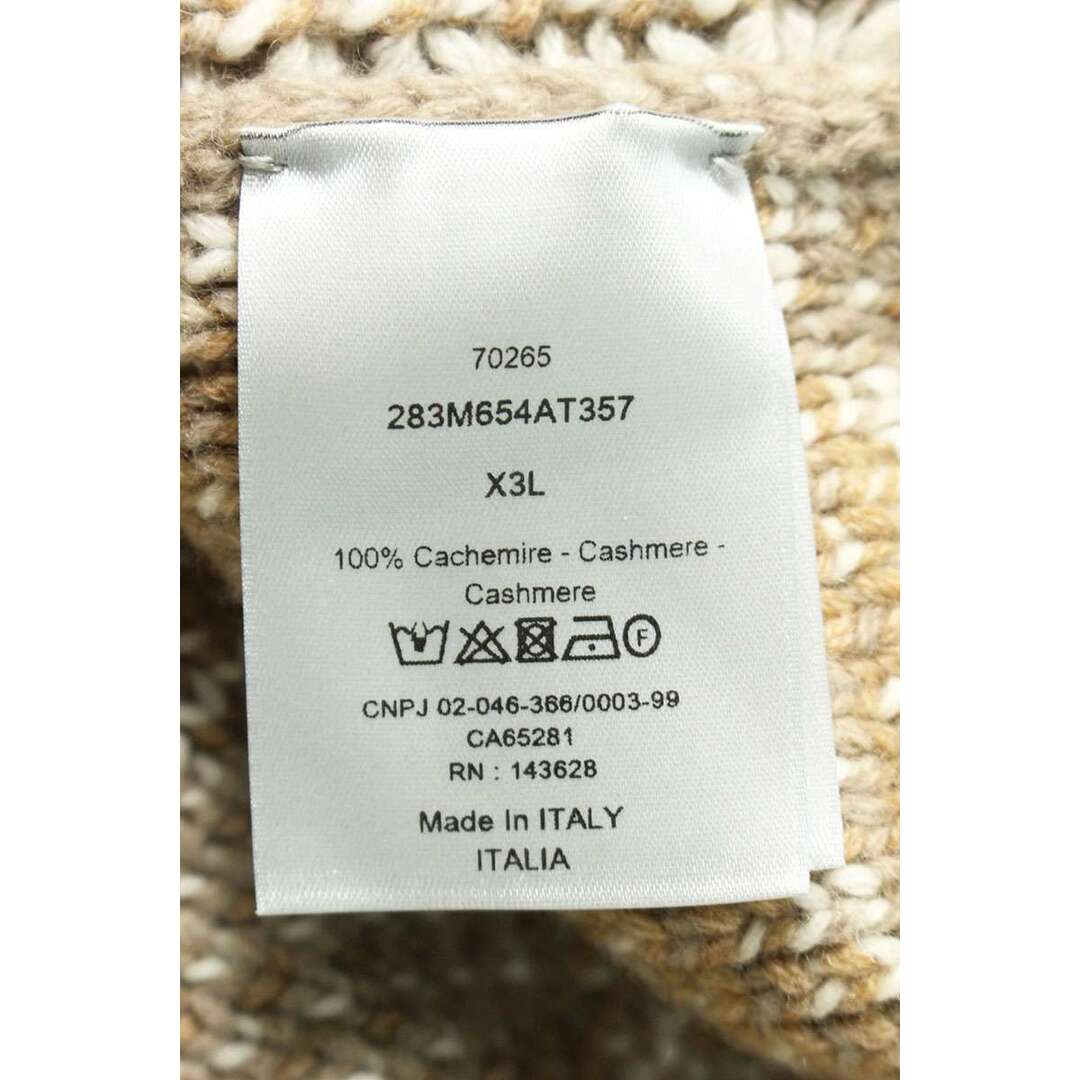 70265
283M654AT357
X3L
100% Cachemire - Cashmere -
Cashmere
F
CNPJ 02-046-366/0003-99
CA65281
RN : 143628
Made In ITALY
ITALIA